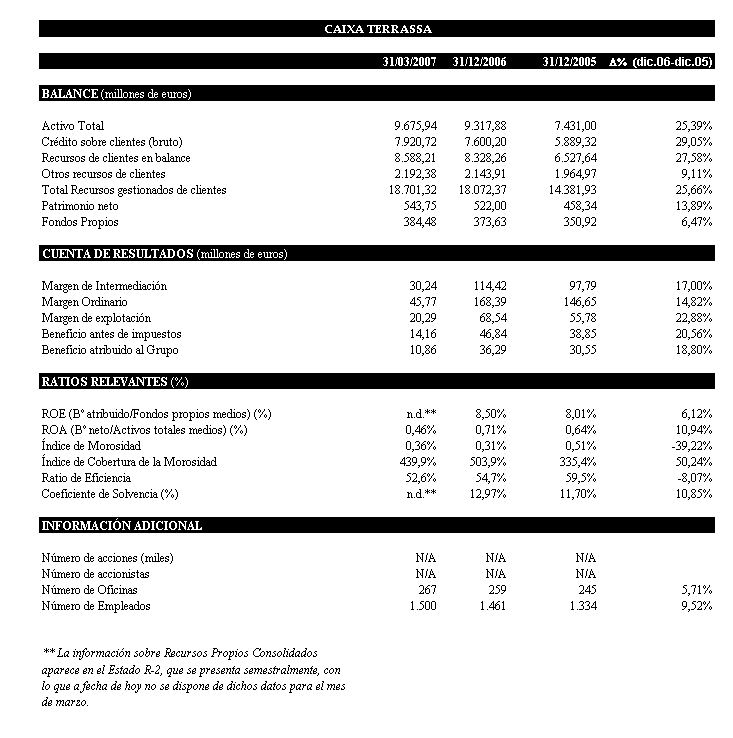 CAIXA TERRASSA
31/03/2007 31/12/2006 31/12/2005 Δ% (dic.06-dic.05)
BALANCE (millones de euros)
Activo Total 9.675,94 9.317,88 7.431,00 25,39%
Crédito sobre clientes (bruto) 7.920,72 7.600,20 5.889,32 29,05%
Recursos de clientes en balance 8.588,21 8.328,26 6.527,64 27,58%
Otros recursos de clientes 2.192,38 2.143,91 1.964,97 9,11%
Total Recursos gestionados de clientes 18.701,32 18.072,37 14.381,93 25,66%
Patrimonio neto 543,75 522,00 458,34 13,89%
Fondos Propios 384,48 373,63 350,92 6,47%
CUENTA DE RESULTADOS (millones de euros)
Margen de Intermediación 30,24 114,42 97,79 17,00%
Margen Ordinario 45,77 168,39 146,65 14,82%
Margen de explotación 20,29 68,54 55,78 22,88%
Beneficio antes de impuestos 14,16 46,84 38,85 20,56%
Beneficio atribuido al Grupo 10,86 36,29 30,55 18,80%
RATIOS RELEVANTES (%)
ROE (Bº atribuido/Fondos propios medios) (%) n.d.** 8,50% 8,01% 6,12%
ROA (Bº neto/Activos totales medios) (%) 0,46% 0,71% 0,64% 10,94%
Índice de Morosidad 0,36% 0,31% 0,51% -39,22%
Índice de Cobertura de la Morosidad 439,9% 503,9% 335,4% 50,24%
Ratio de Eficiencia 52,6% 54,7% 59,5% -8,07%
Coeficiente de Solvencia (%) n.d.** 12,97% 11,70% 10,85%
INFORMACIÓN ADICIONAL
Número de acciones (miles) N/A N/A N/A
Número de accionistas N/A N/A N/A
Número de Oficinas 267 259 245 5,71%
Número de Empleados 1.500 1.461 1.334 9,52%
** La información sobre Recursos Propios Consolidados
aparece en el Estado R-2, que se presenta semestralmente, con
lo que a fecha de hoy no se dispone de dichos datos para el mes
de marzo.